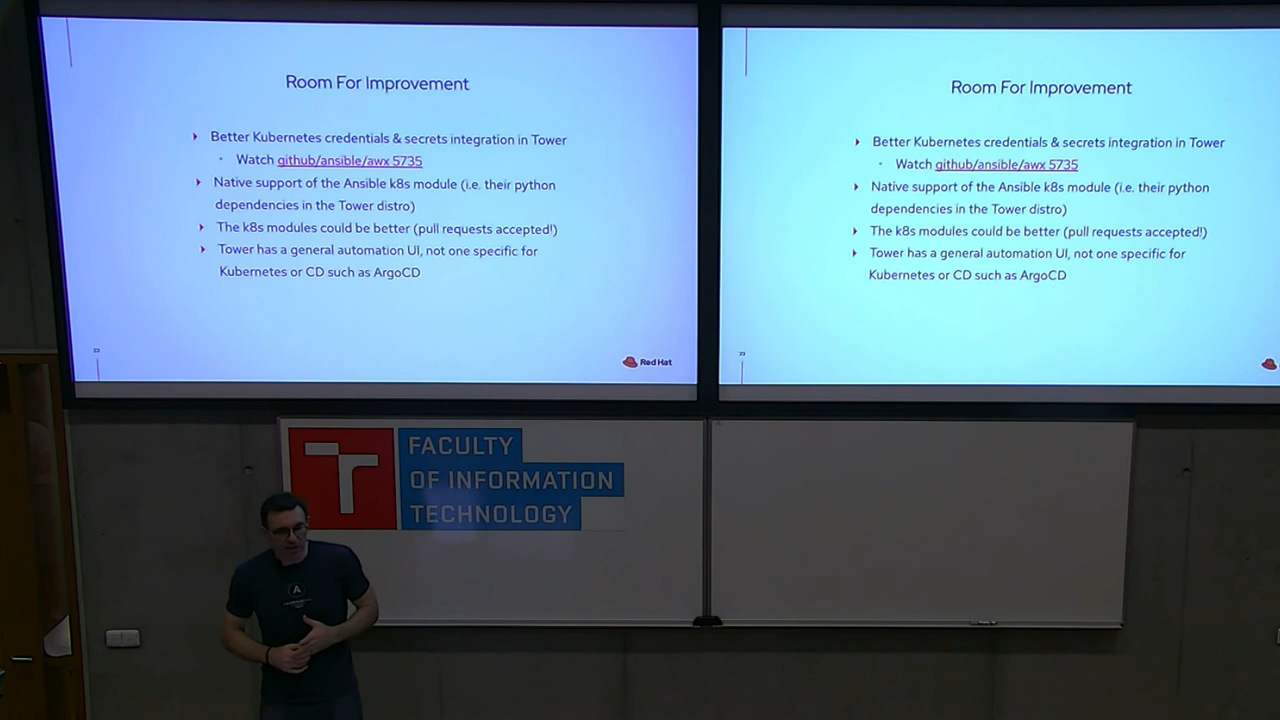 Room For Improvement
Better Kubernetes credentials & secrets integration in Tower
Watch github/ansible/awx 5735
Native support of the Ansible k8s module (i.e. their python
dependencies in the Tower distro)
The k8s modules could be better (pull requests accepted!)
Tower has a general automation UI, not one specific for
Kubernetes or CD such as ArgoCD
23
Red Hat
Room For Improvement
Better Kubernetes credentials & secrets integration in Tower
Watch github/ansible/awx 5735
Native support of the Ansible k8s module (i.e. their python
dependencies in the Tower distro)
The k8s modules could be better (pull requests accepted!)
Tower has a general automation UI, not one specific for
Kubernetes or CD such as ArgoCD
23
T FACULTY
OF INFORMATION
TECHNOLOGY
A